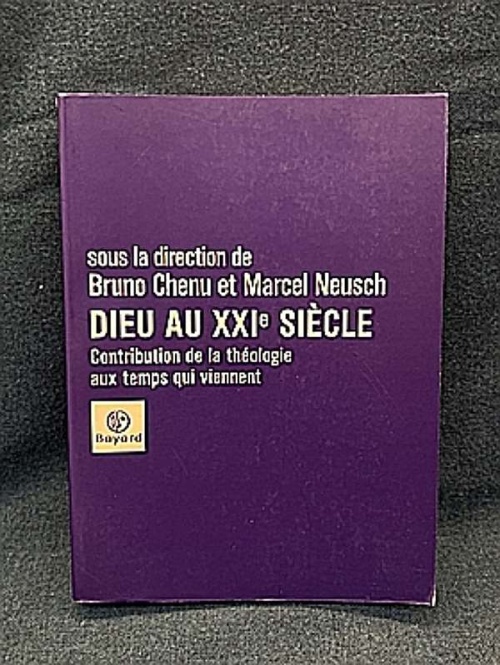 sous la direction de
Bruno Chenu et Marcel Neusch
DIEU AU XXIe SIÈCLE
Contribution de la théologie
aux temps qui viennent
Bayard